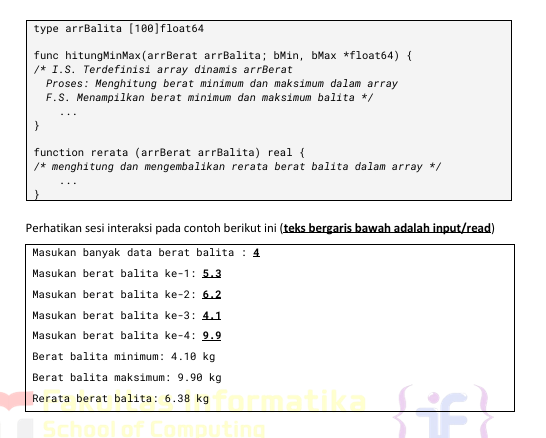 type arrBalita [100]float64
func hitungMinMax(arrBerat arrBalita; bMin, bMax *float64) {
/* I.S. Terdefinisi array dinamis arrBerat
Proses: Menghitung berat minimum dan maksimum dalam array
F.S. Menampilkan berat minimum dan maksimum balita */
...
}
function rerata (arrBerat arrBalita) real {
/* menghitung dan mengembalikan rerata berat balita dalam array */
...
}
Perhatikan sesi interaksi pada contoh berikut ini (teks bergaris bawah adalah input/read)
Masukan banyak data berat balita : 4
Masukan berat balita ke-1: 5.3
Masukan berat balita ke-2: 6.2
Masukan berat balita ke-3: 4.1
Masukan berat balita ke-4: 9.9
Berat balita minimum: 4.10 kg
Berat balita maksimum: 9.90 kg
Rerata berat balita: 6.38 kg
Fakultas Informatika
School of Computing